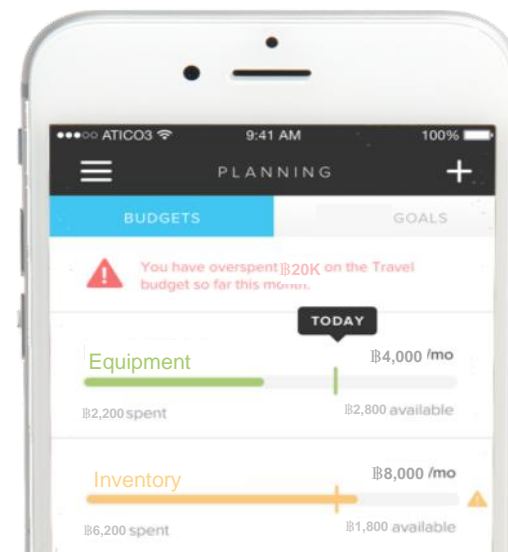 ATICO3 9:41 AM 100%
PLANNING
BUDGETS GOALS
You have overspent ฿20K on the Travel
budget so far this month.
TODAY
Equipment ฿4,000 /mo
฿2,200 spent ฿2,800 available
Inventory ฿8,000 /mo
฿6,200 spent ฿1,800 available